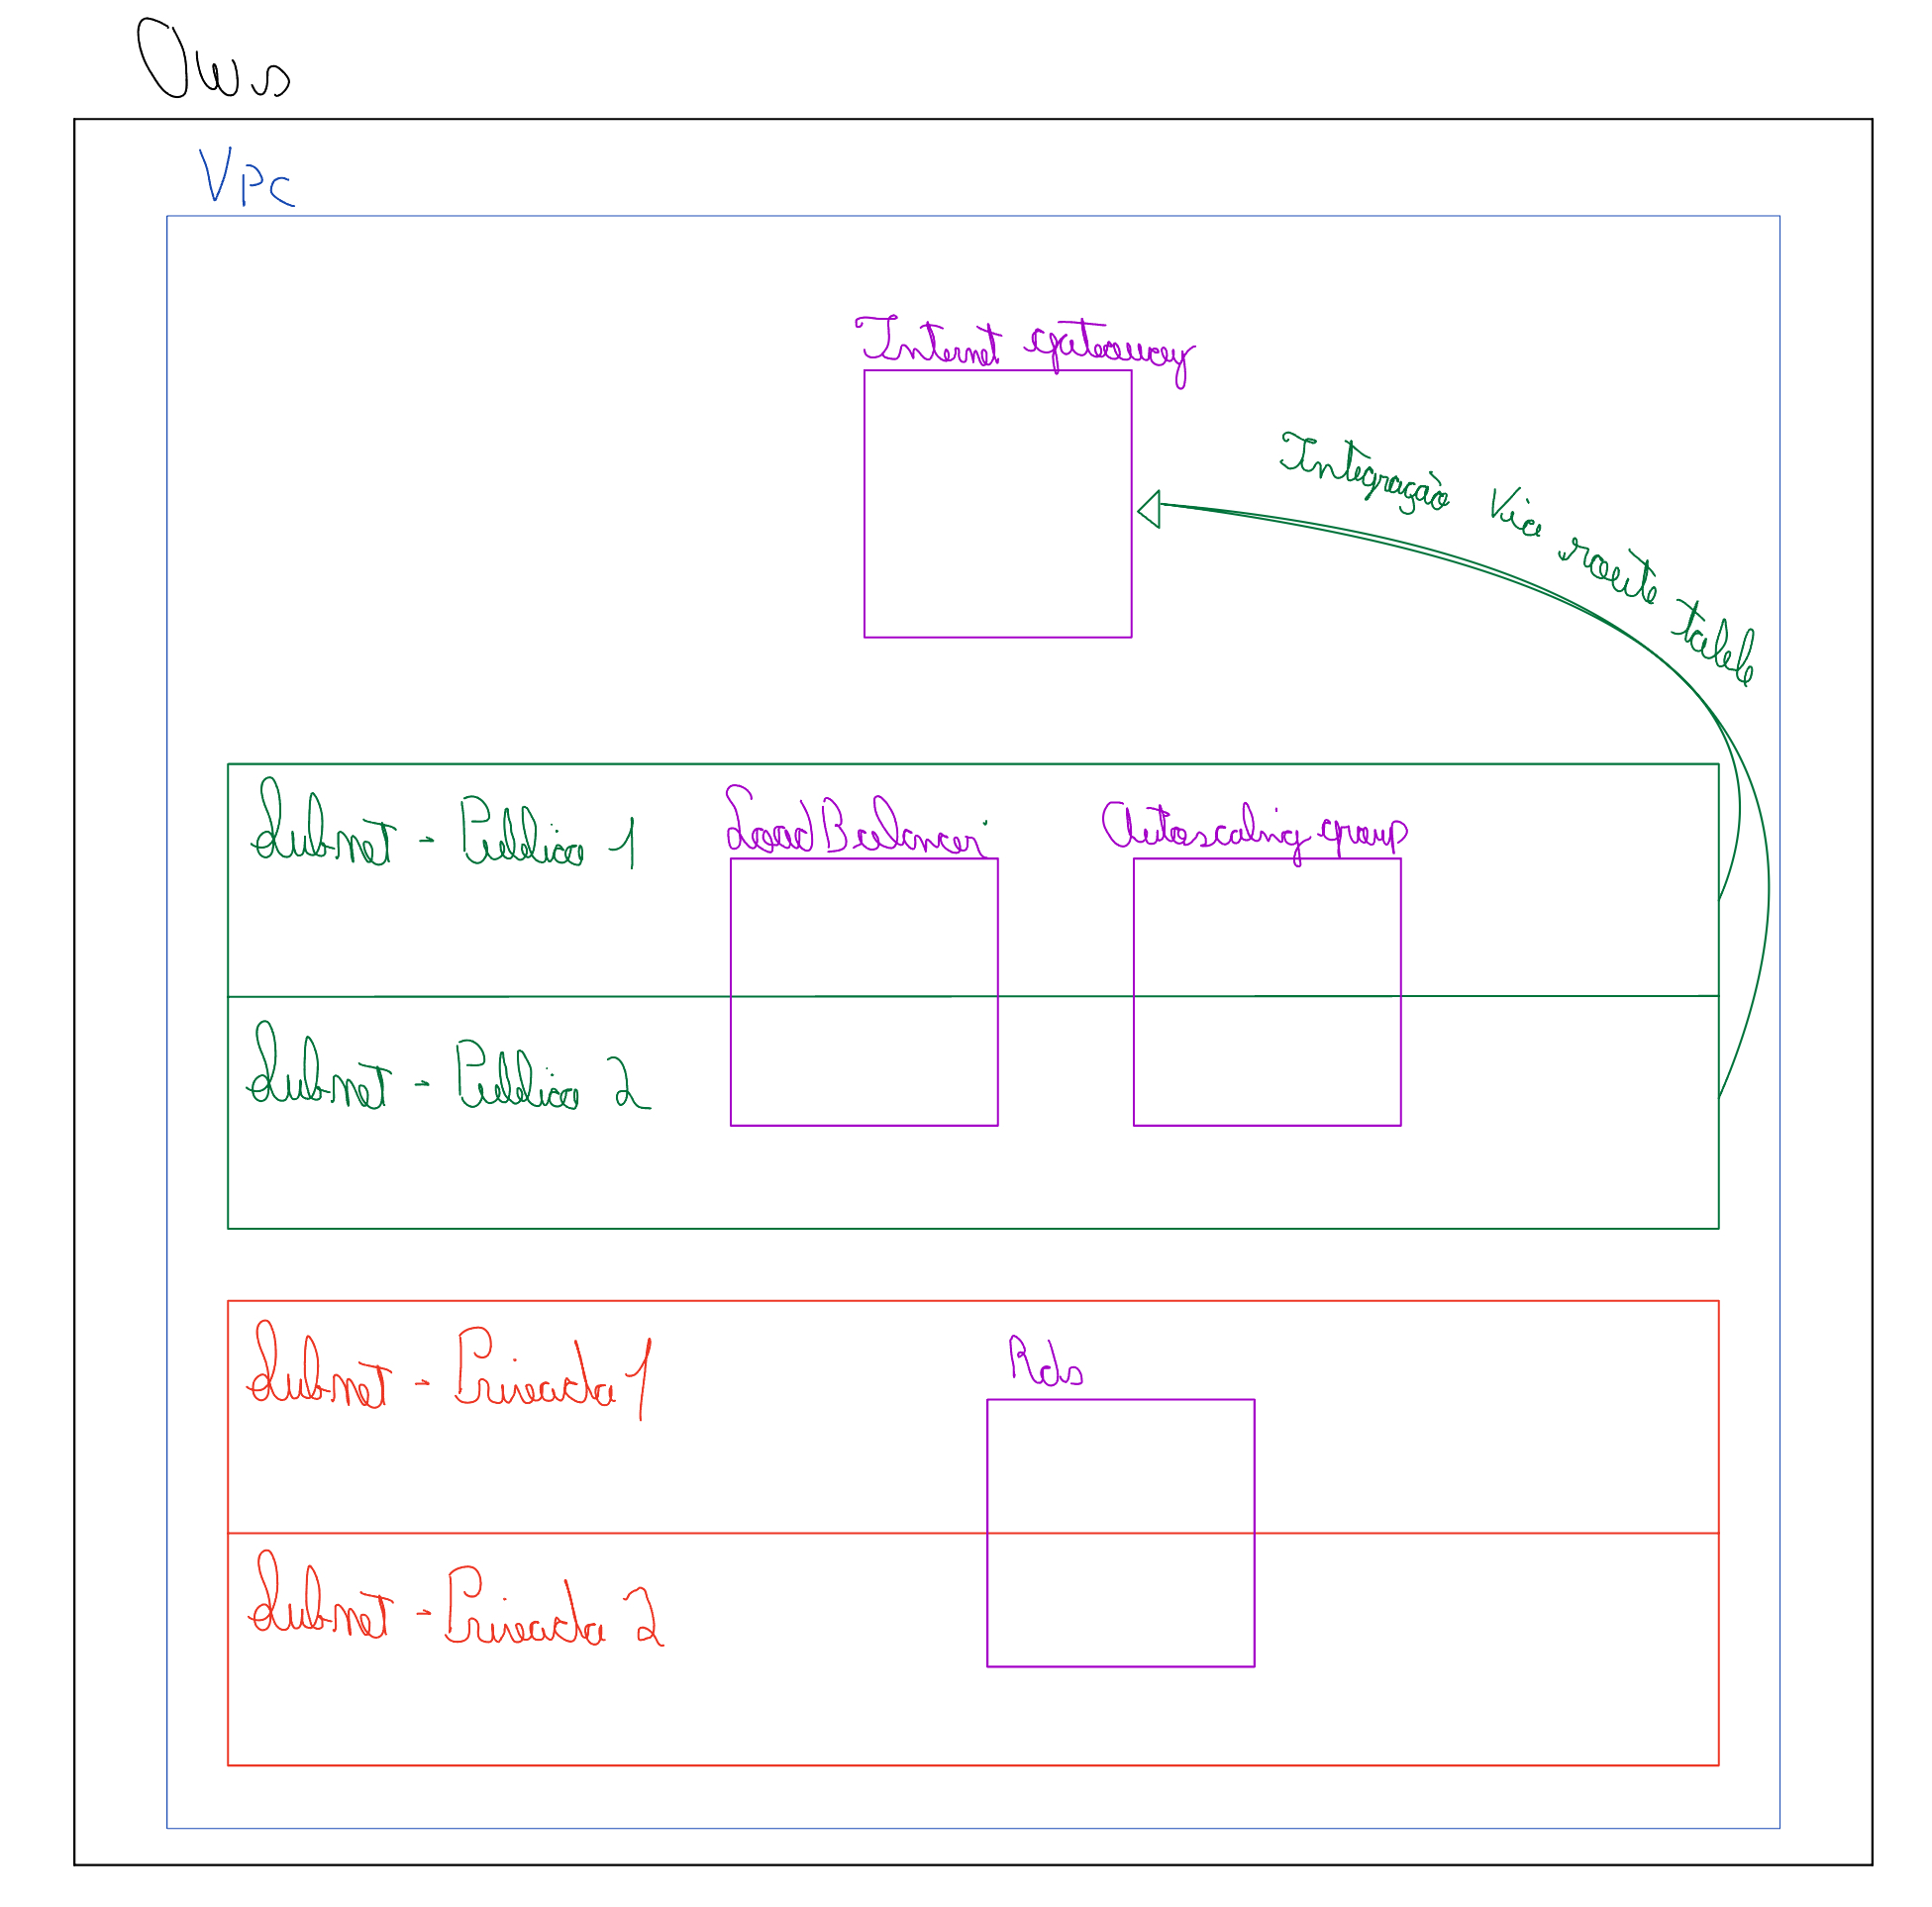 Aws
VPC
Internet gateway
Integração Via route table
Subnet - Publica 1
Load Balancer
Autoscaling group
Subnet - Publica 2
Subnet - Privada 1
Rds
Subnet - Privada 2